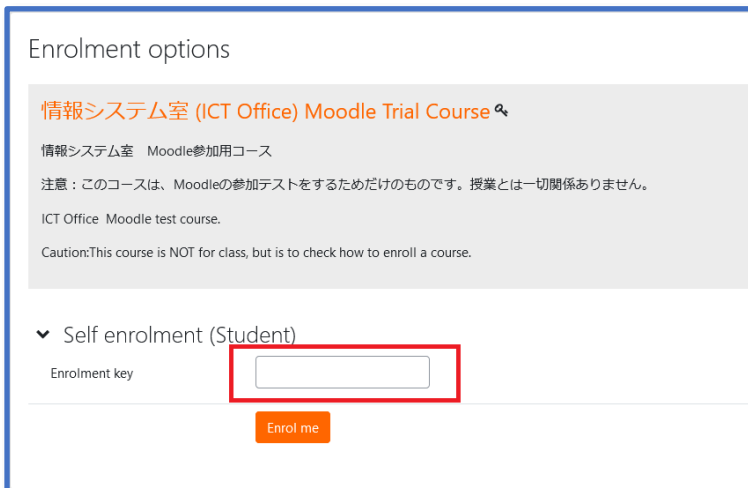 Enrolment options
情報システム室 (ICT Office) Moodle Trial Course
情報システム室　Moodle参加用コース
注意：このコースは、Moodleの参加テストをするためだけのものです。授業とは一切関係ありません。
ICT Office  Moodle test course.
Caution:This course is NOT for class, but is to check how to enroll a course.
Self enrolment (Student)
Enrolment key
Enrol me